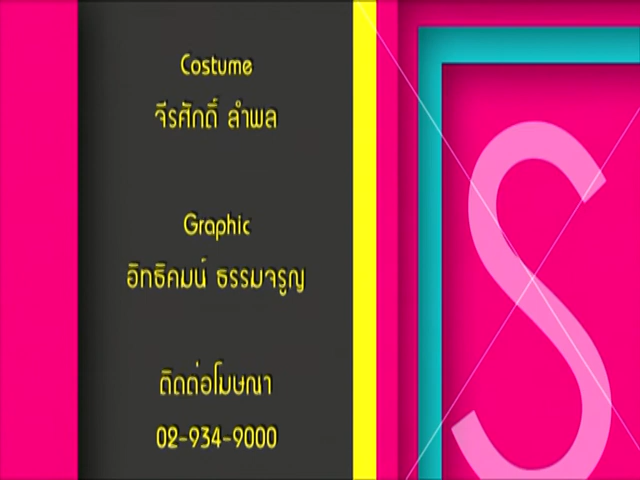 Costume
จีรศักดิ์ ลำพล
Graphic
อิทธิคมน์ ธรรมจรูญ
ติดต่อโฆษณา
02-934-9000
S